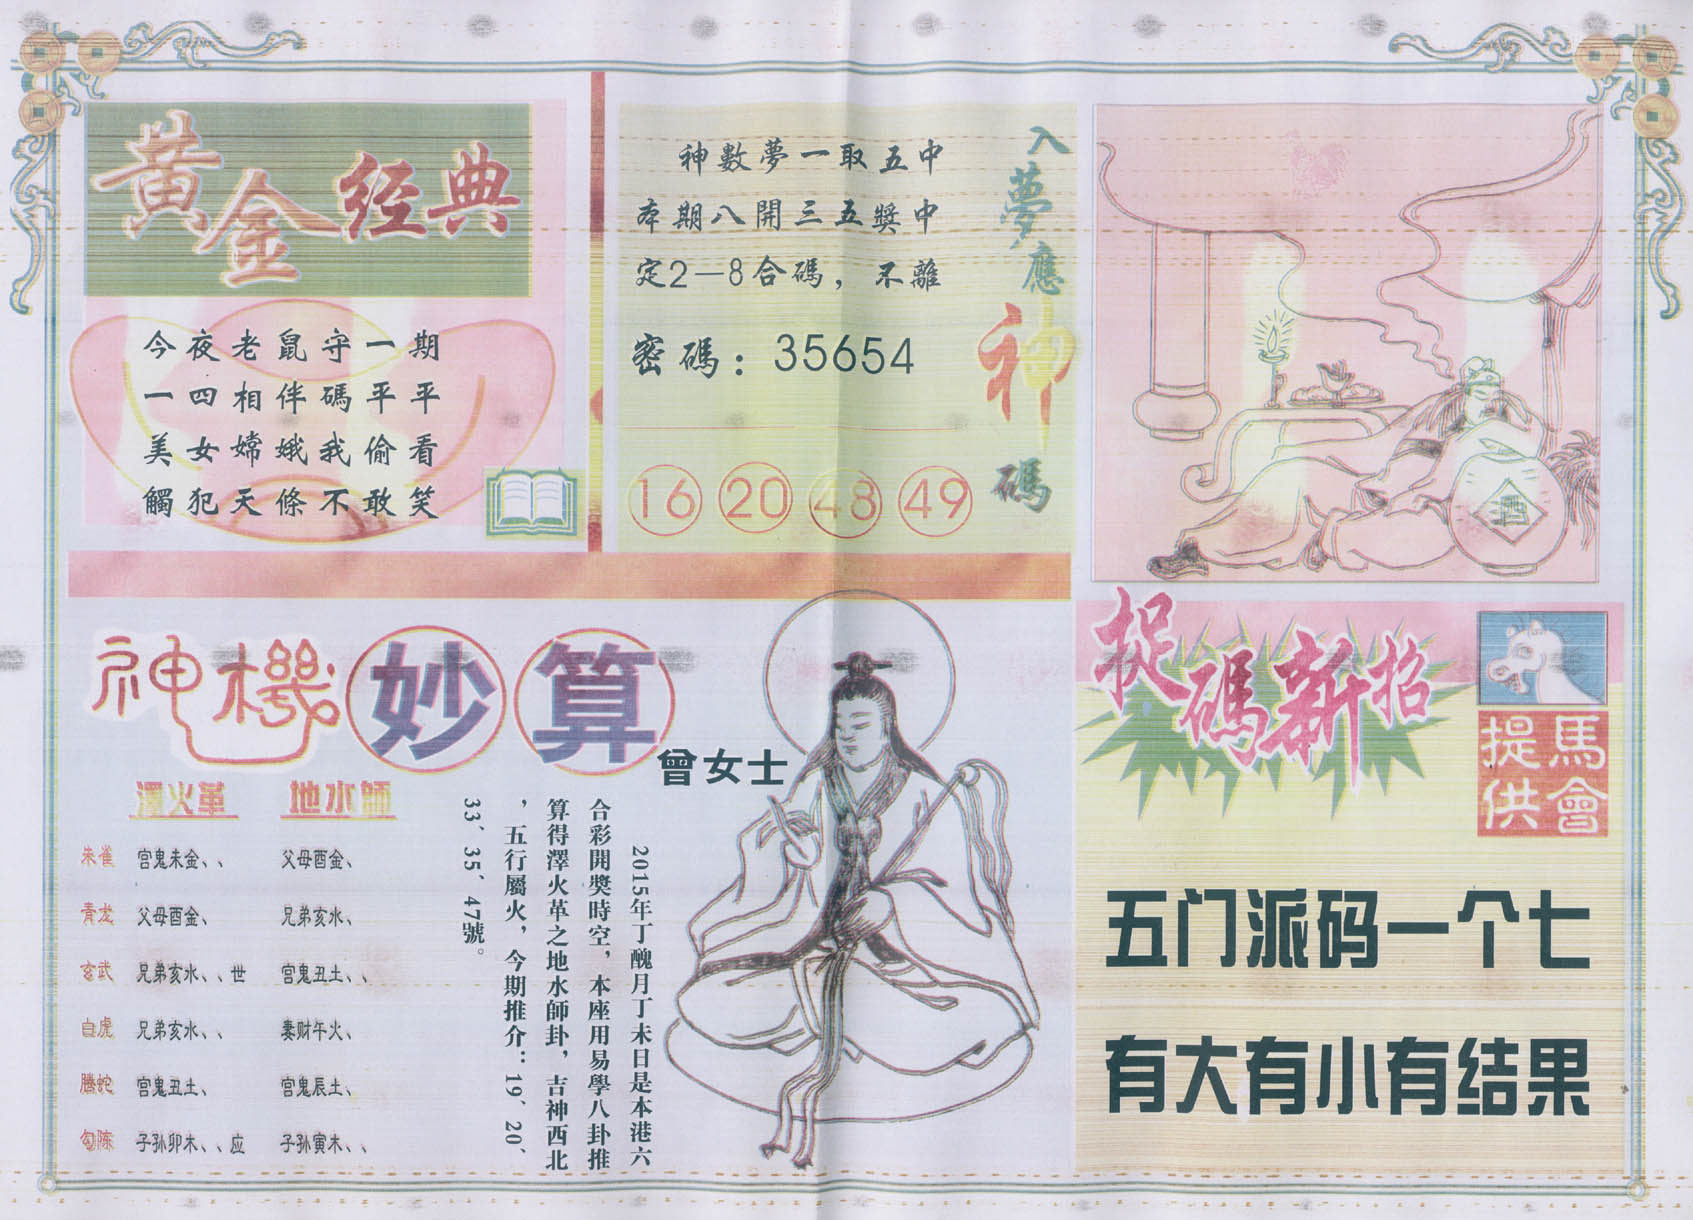 黄金经典
今夜老鼠守一期
一四相伴碼平平
美女嫦娥我偷看
觸犯天條不敢笑
神數夢一取五中
本期八開三五獎中
定2—8合碼，不離
密碼：35654
16 20 48 49
入夢應神碼
酒
神機妙算
曾女士
澤火革 地水師
朱雀 官鬼未金、、 父母酉金、
青龙 父母酉金、 兄弟亥水、
玄武 兄弟亥水、、世 官鬼丑土、、
白虎 兄弟亥水、、 妻财午火、
騰蛇 官鬼丑土、 官鬼辰土、
勾陈 子孙卯木、、应 子孙寅木、、
2015年丁醜月丁未日是本港六
合彩開獎時空，本座用易學八卦推
算得澤火革之地水師卦，吉神西北
，五行屬火，今期推介：19、20、
33、35、47號。
捉碼新招
馬會
提供
五门派码一个七
有大有小有结果